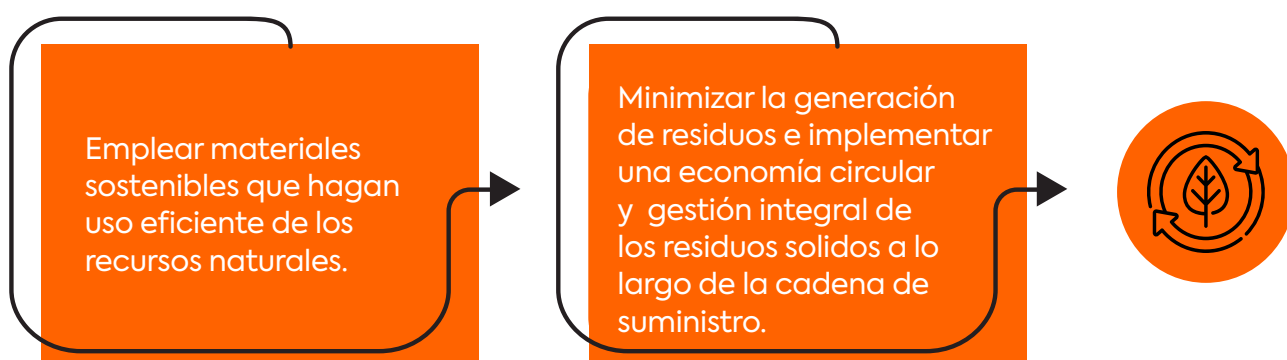 Emplear materiales
sostenibles que hagan
uso eficiente de los
recursos naturales.
Minimizar la generación
de residuos e implementar
una economía circular
y  gestión integral de
los residuos solidos a lo
largo de la cadena de
suministro.